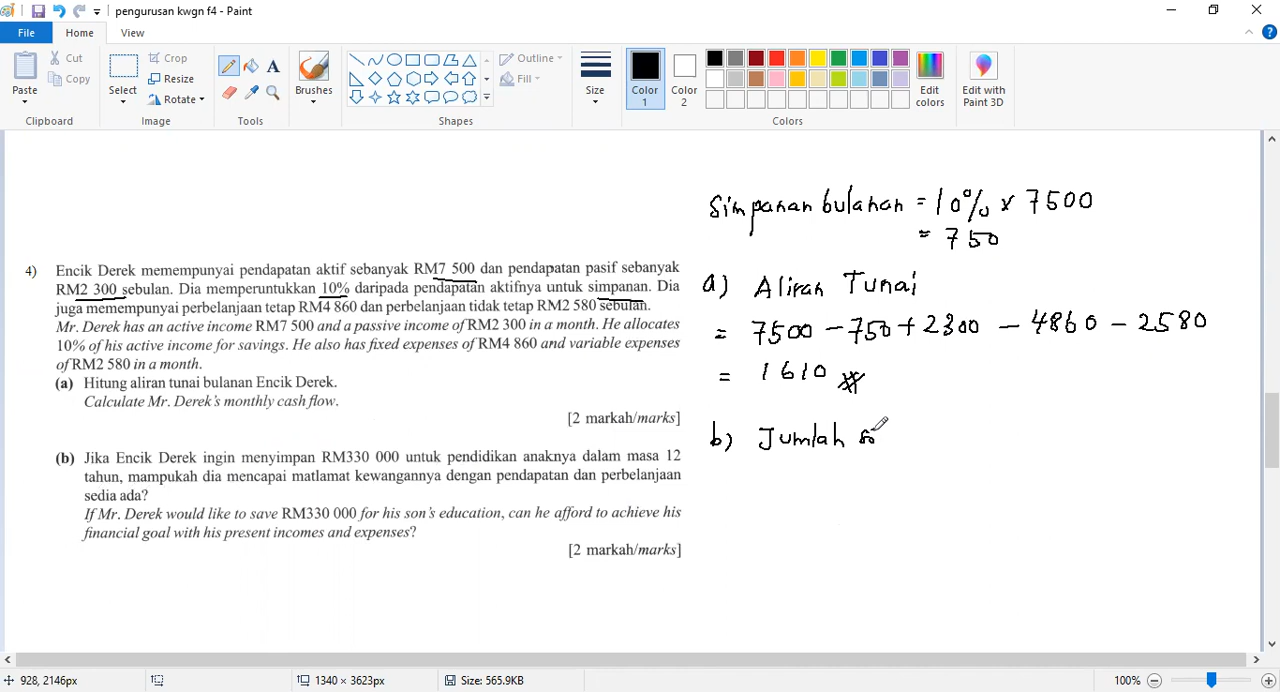 pengurusan kwgn f4 - Paint
File Home View
Paste Cut Copy Select Crop Resize Rotate A Brushes Outline Fill Size Color 1 Color 2 Edit colors Edit with Paint 3D
Clipboard Image Tools Shapes Colors
Simpanan bulanan = 10% × 7500
= 750
4) Encik Derek memempunyai pendapatan aktif sebanyak RM7 500 dan pendapatan pasif sebanyak
RM2 300 sebulan. Dia memperuntukkan 10% daripada pendapatan aktifnya untuk simpanan. Dia
juga memempunyai perbelanjaan tetap RM4 860 dan perbelanjaan tidak tetap RM2 580 sebulan.
Mr. Derek has an active income RM7 500 and a passive income of RM2 300 in a month. He allocates
10% of his active income for savings. He also has fixed expenses of RM4 860 and variable expenses
of RM2 580 in a month.
(a) Hitung aliran tunai bulanan Encik Derek.
Calculate Mr. Derek's monthly cash flow.
[2 markah/marks]
(b) Jika Encik Derek ingin menyimpan RM330 000 untuk pendidikan anaknya dalam masa 12
tahun, mampukah dia mencapai matlamat kewangannya dengan pendapatan dan perbelanjaan
sedia ada?
If Mr. Derek would like to save RM330 000 for his son's education, can he afford to achieve his
financial goal with his present incomes and expenses?
[2 markah/marks]
a) Aliran Tunai
= 7500 - 750 + 2300 - 4860 - 2580
= 1610
b) Jumlah
928, 2146px 1340 × 3623px Size: 565.9KB 100%